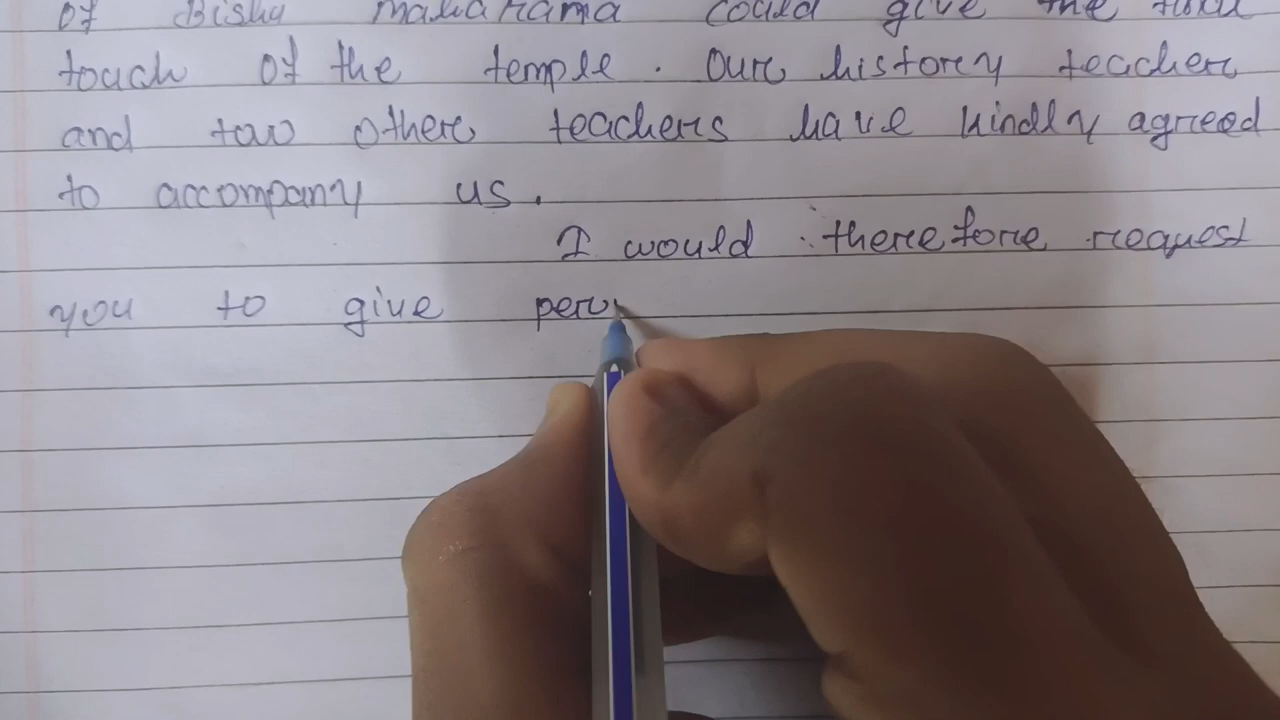 of Bishu Maharana could give the final
touch of the temple. Our history teacher
and two other teachers have kindly agreed
to accompany us.
I would therefore request
you to give per